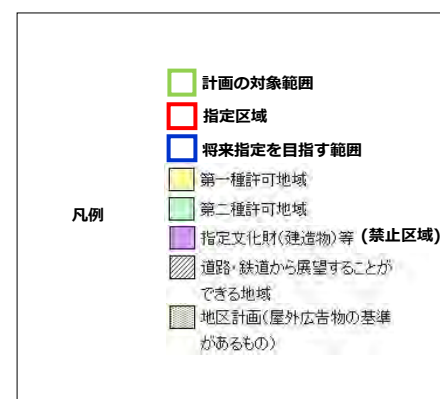 凡例
計画の対象範囲
指定区域
将来指定を目指す範囲
第一種許可地域
第二種許可地域
指定文化財(建造物)等 (禁止区域)
道路・鉄道から展望することが
できる地域
地区計画(屋外広告物の基準
があるもの)